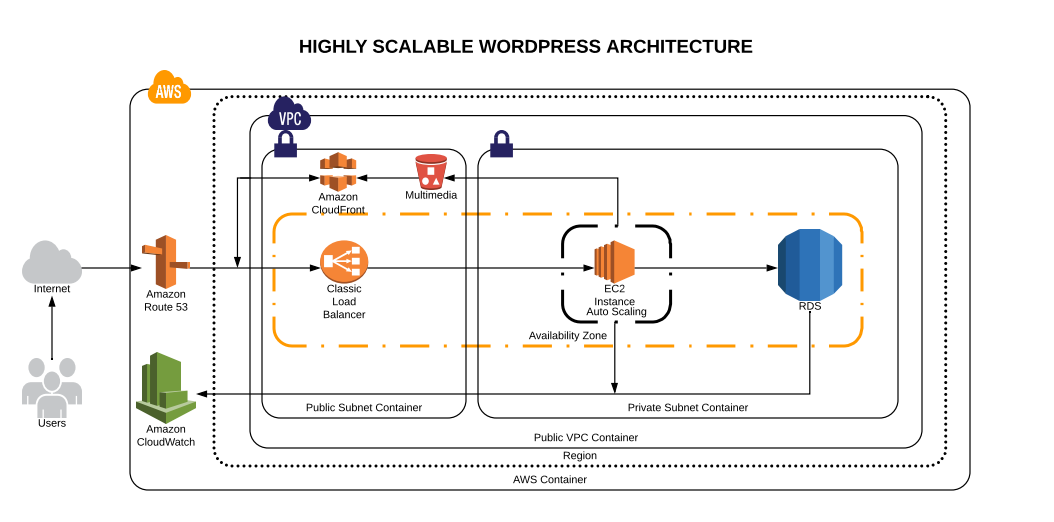 HIGHLY SCALABLE WORDPRESS ARCHITECTURE
AWS
VPC
Amazon
CloudFront
Multimedia
Internet
Amazon
Route 53
Classic
Load
Balancer
EC2
Instance
Auto Scaling
RDS
Availability Zone
Users
Amazon
CloudWatch
Public Subnet Container
Private Subnet Container
Public VPC Container
Region
AWS Container